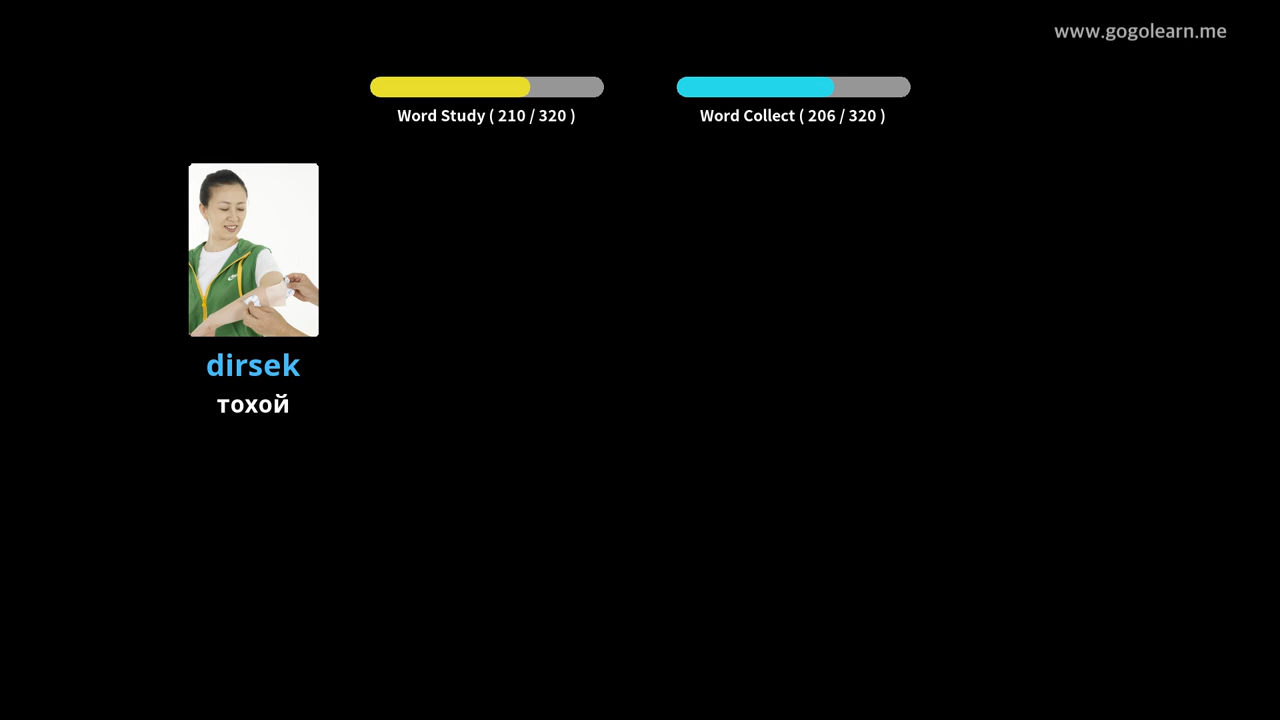 www.gogolearn.me
Word Study ( 210 / 320 )
Word Collect ( 206 / 320 )
dirsek
тохой